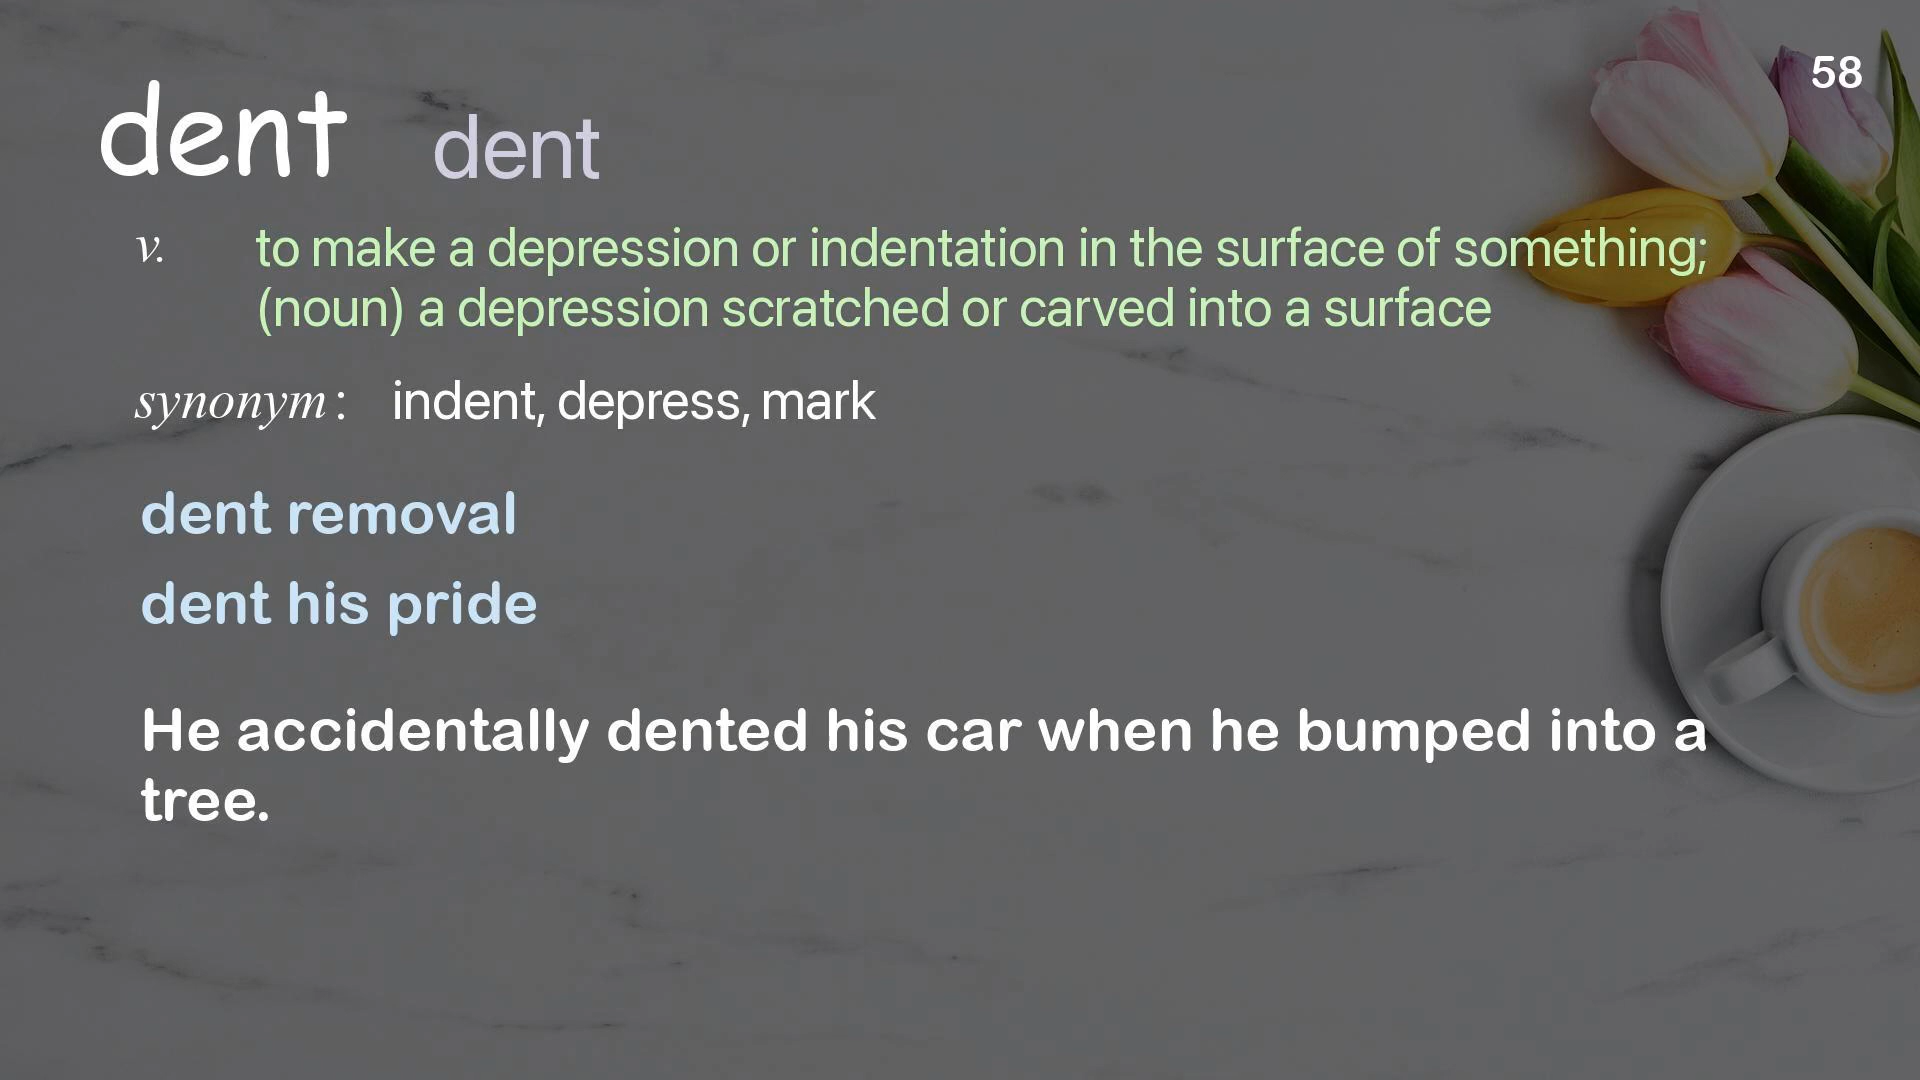 58
dent dent
v. to make a depression or indentation in the surface of something;
(noun) a depression scratched or carved into a surface
synonym : indent, depress, mark
dent removal
dent his pride
He accidentally dented his car when he bumped into a
tree.